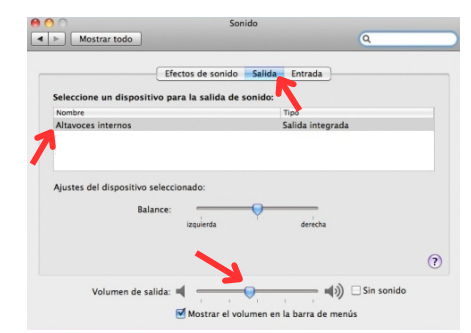 Sonido
Mostrar todo
Efectos de sonido Salida Entrada
Seleccione un dispositivo para la salida de sonido:
Nombre Tipo
Altavoces internos Salida integrada
Ajustes del dispositivo seleccionado:
Balance:
izquierda derecha
?
Volumen de salida: Sin sonido
Mostrar el volumen en la barra de menús